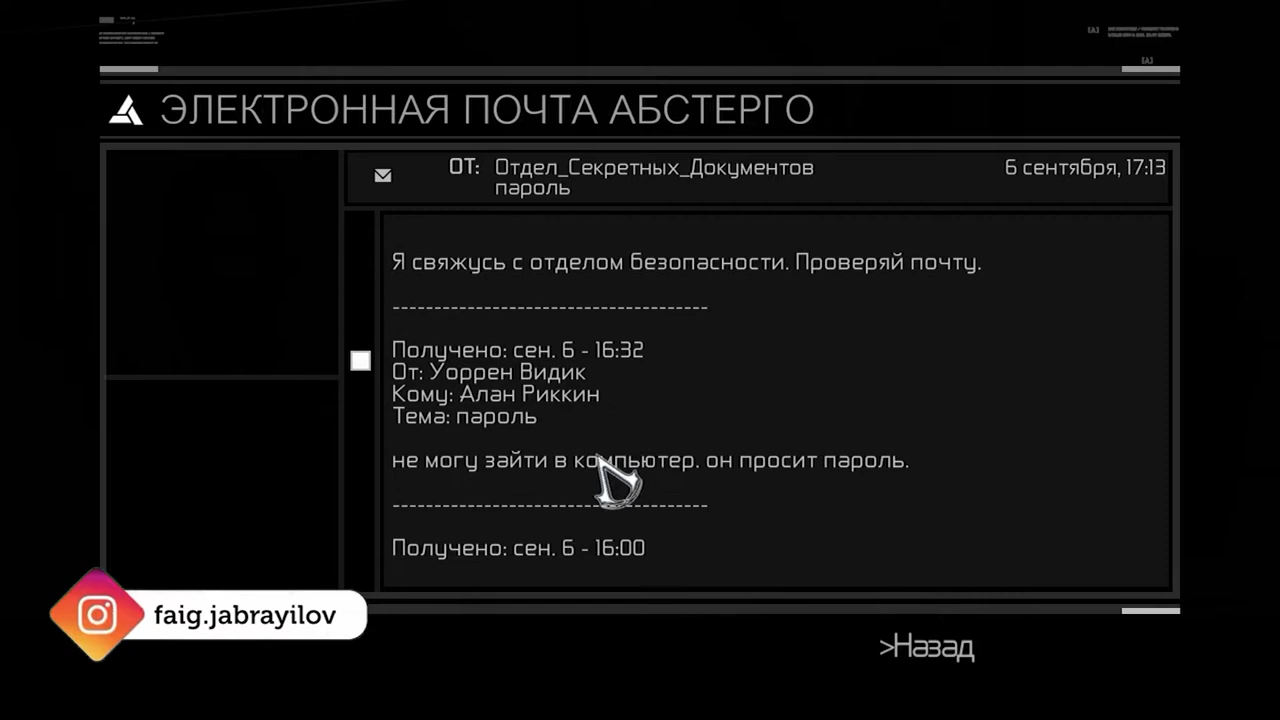 [A]
[A]
ЭЛЕКТРОННАЯ ПОЧТА АБСТЕРГО
ОТ: Отдел_Секретных_Документов 6 сентября, 17:13
пароль
Я свяжусь с отделом безопасности. Проверяй почту.
-----------------------------------
Получено: сен. 6 - 16:32
От: Уоррен Видик
Кому: Алан Риккин
Тема: пароль
не могу зайти в компьютер. он просит пароль.
-----------------------------------
Получено: сен. 6 - 16:00
faig.jabrayilov
>Назад